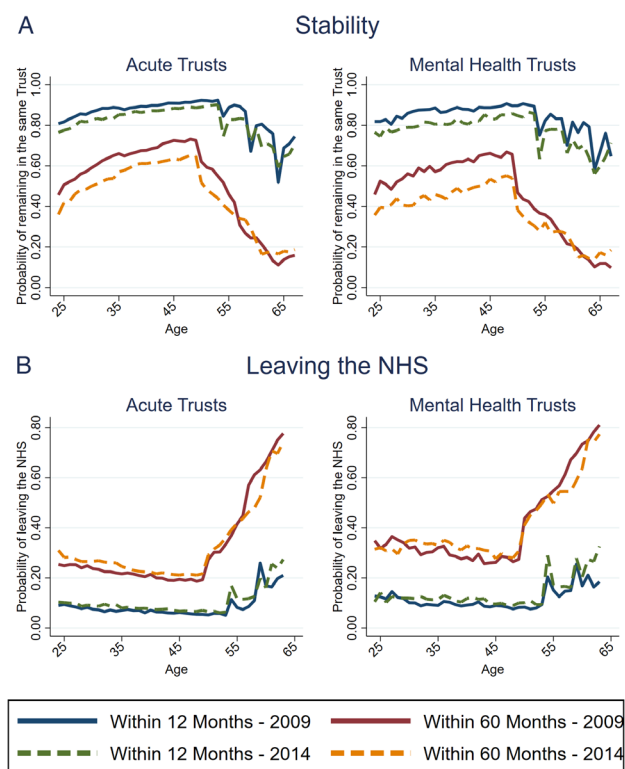 A
Stability
Acute Trusts
Mental Health Trusts
Probability of remaining in the same Trust
1.00
0.80
0.60
0.40
0.20
0.00
25
35
45
55
65
Age
Probability of remaining in the same Trust
1.00
0.80
0.60
0.40
0.20
0.00
25
35
45
55
65
Age
B
Leaving the NHS
Acute Trusts
Mental Health Trusts
Probability of leaving the NHS
0.80
0.60
0.40
0.20
0.00
25
35
45
55
65
Age
Probability of leaving the NHS
0.80
0.60
0.40
0.20
0.00
25
35
45
55
65
Age
Within 12 Months - 2009
Within 60 Months - 2009
Within 12 Months - 2014
Within 60 Months - 2014